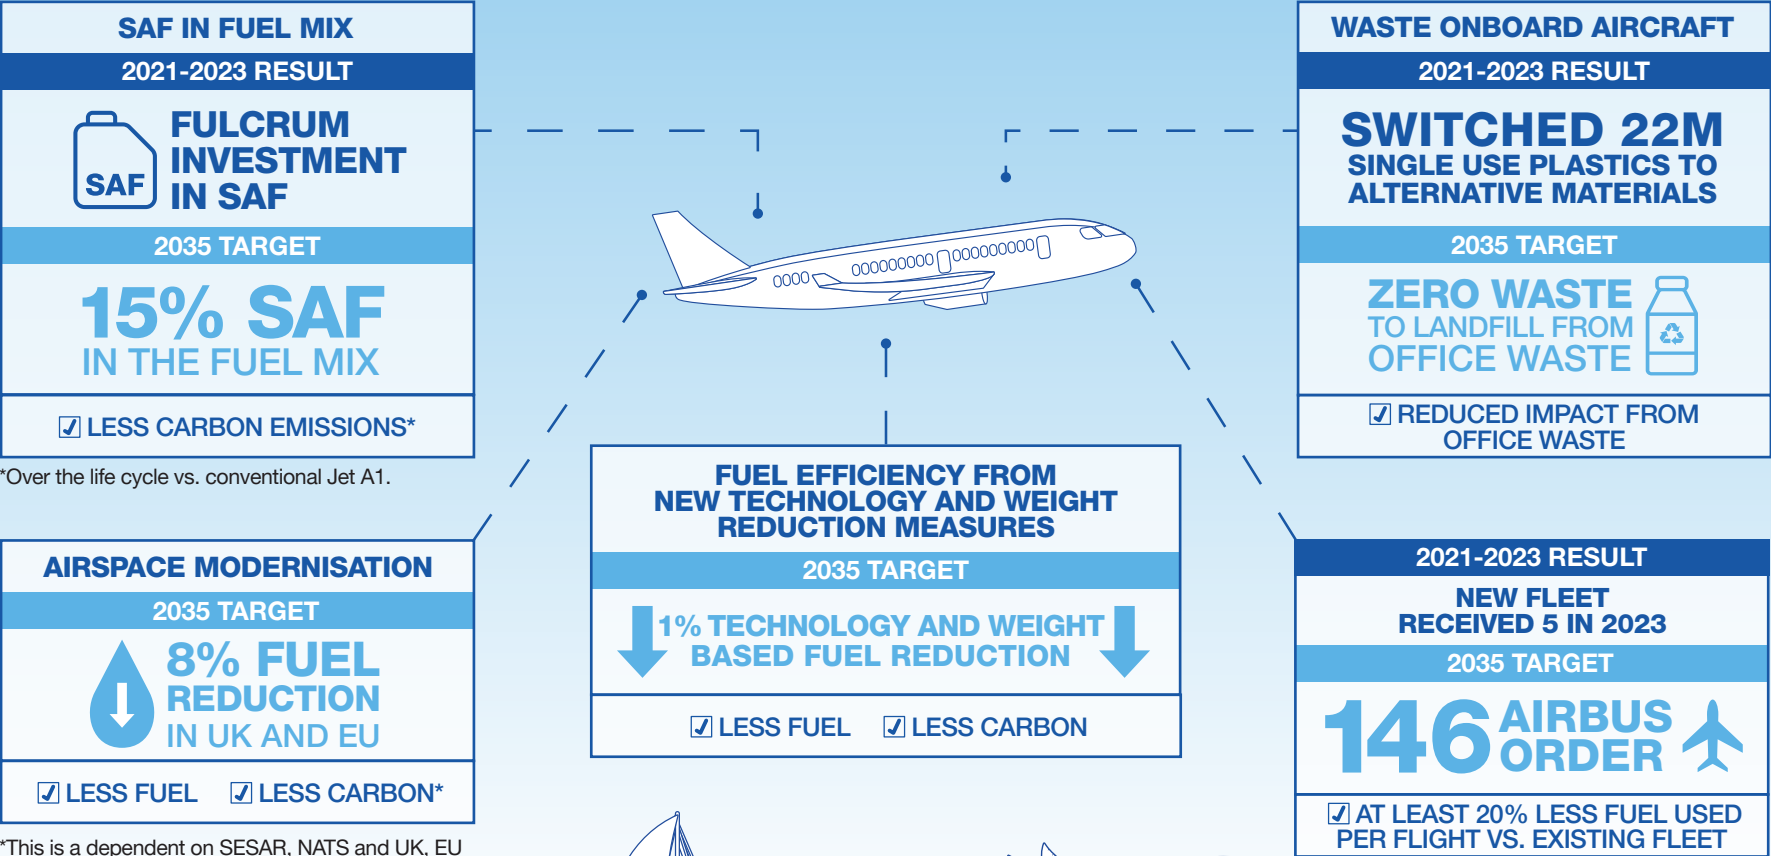 SAF IN FUEL MIX
2021-2023 RESULT
SAF
FULCRUM
INVESTMENT
IN SAF
2035 TARGET
15% SAF
IN THE FUEL MIX
LESS CARBON EMISSIONS*
*Over the life cycle vs. conventional Jet A1.
WASTE ONBOARD AIRCRAFT
2021-2023 RESULT
SWITCHED 22M
SINGLE USE PLASTICS TO
ALTERNATIVE MATERIALS
2035 TARGET
ZERO WASTE
TO LANDFILL FROM
OFFICE WASTE
REDUCED IMPACT FROM
OFFICE WASTE
FUEL EFFICIENCY FROM
NEW TECHNOLOGY AND WEIGHT
REDUCTION MEASURES
2035 TARGET
1% TECHNOLOGY AND WEIGHT
BASED FUEL REDUCTION
LESS FUEL LESS CARBON
AIRSPACE MODERNISATION
2035 TARGET
8% FUEL
REDUCTION
IN UK AND EU
LESS FUEL LESS CARBON*
*This is a dependent on SESAR, NATS and UK, EU
2021-2023 RESULT
NEW FLEET
RECEIVED 5 IN 2023
2035 TARGET
146 AIRBUS
ORDER
AT LEAST 20% LESS FUEL USED
PER FLIGHT VS. EXISTING FLEET